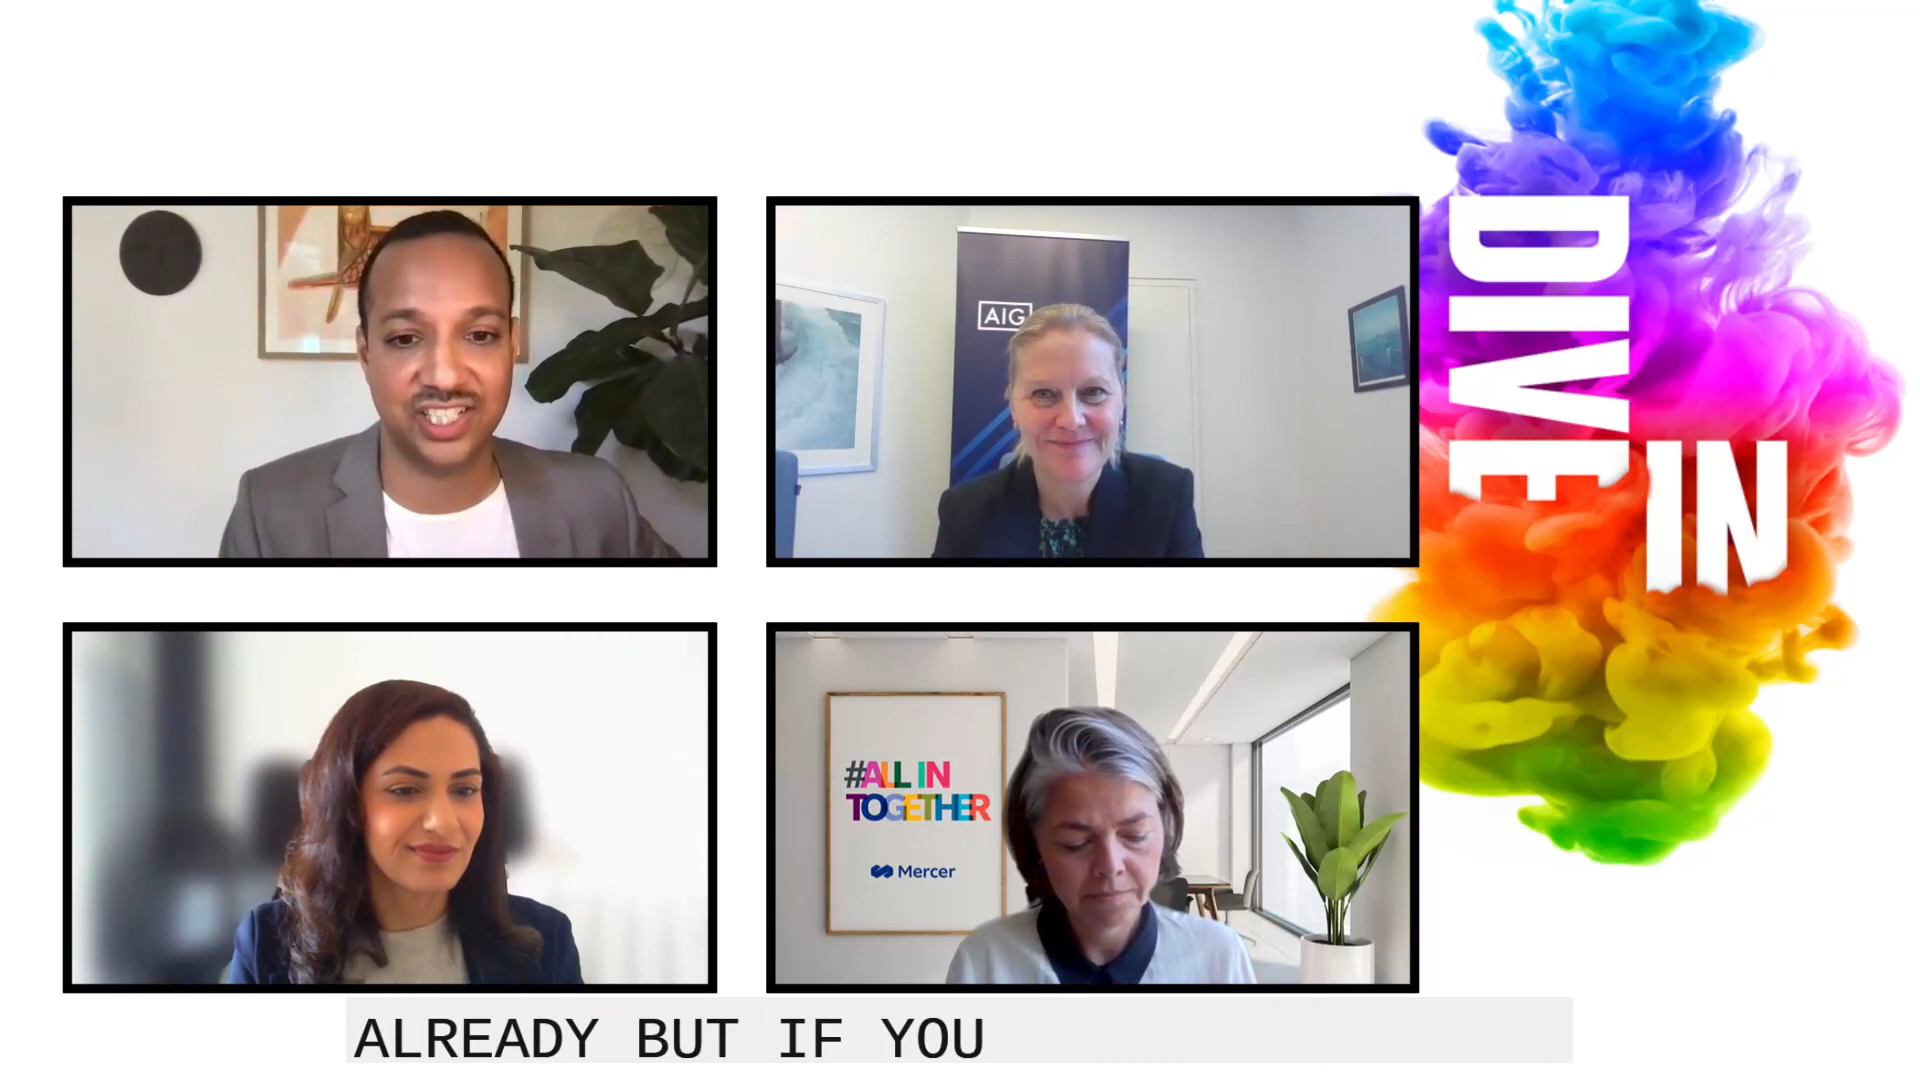 AIG
DIVE
IN
#ALL IN
TOGETHER
Mercer
ALREADY BUT IF YOU